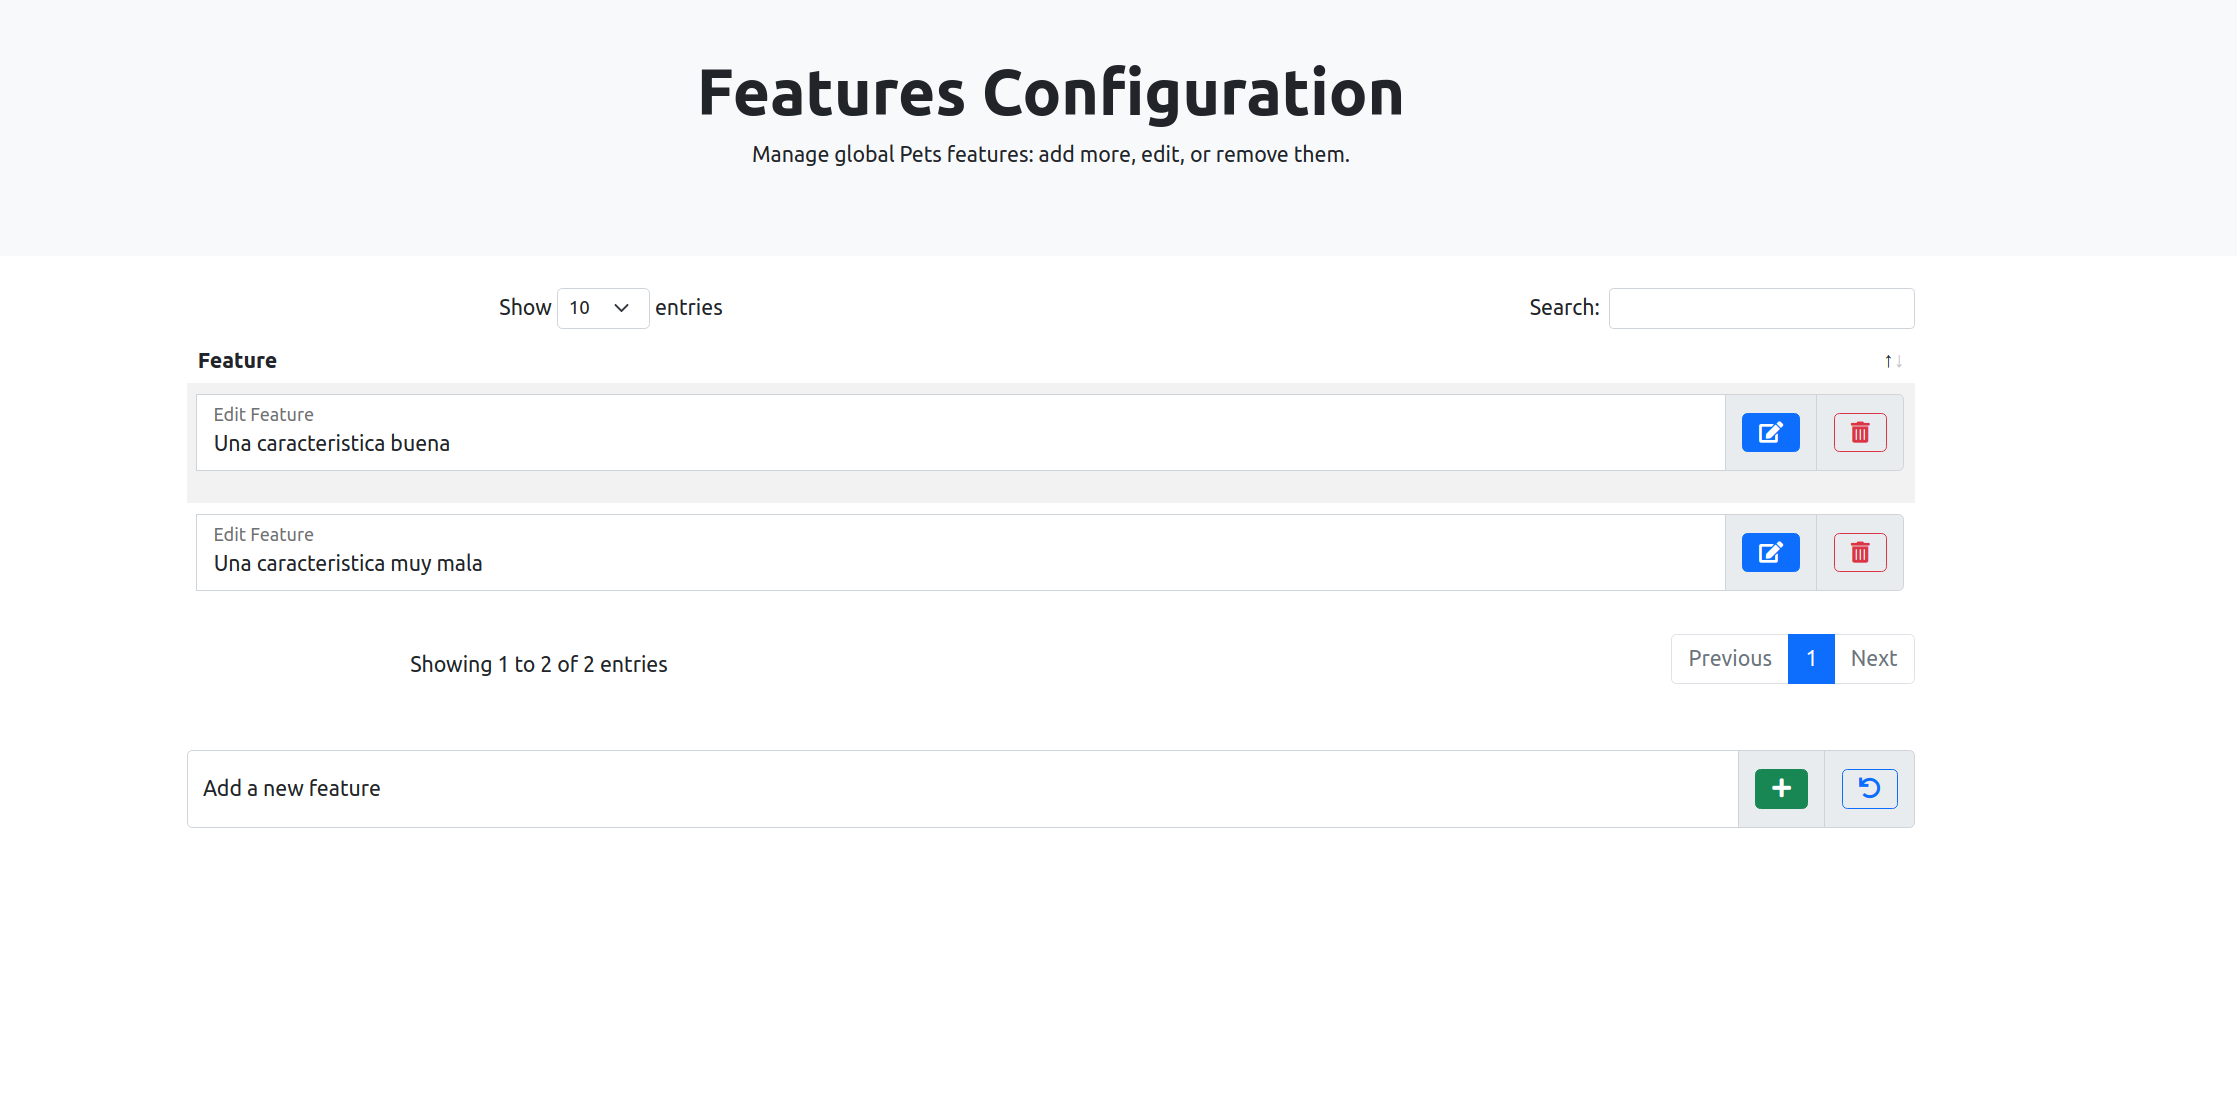 Features Configuration
Manage global Pets features: add more, edit, or remove them.
Show 10 entries
Search:
Feature
Edit Feature
Una caracteristica buena
Edit Feature
Una caracteristica muy mala
Showing 1 to 2 of 2 entries
Previous 1 Next
Add a new feature